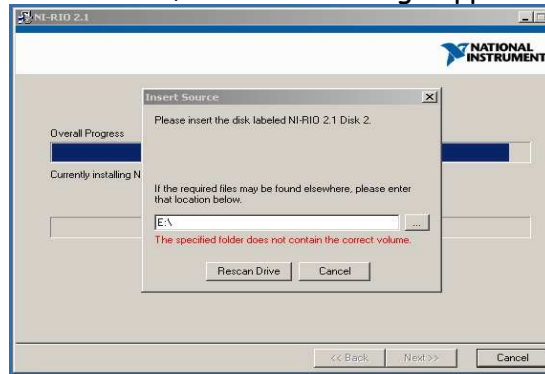 NI-RIO 2.1
NATIONAL
INSTRUMENT
Insert Source
Please insert the disk labeled NI-RIO 2.1 Disk 2.
Overall Progress
Currently installing N
If the required files may be found elsewhere, please enter
that location below.
E:\
...
The specified folder does not contain the correct volume.
Rescan Drive
Cancel
<< Back
Next >>
Cancel